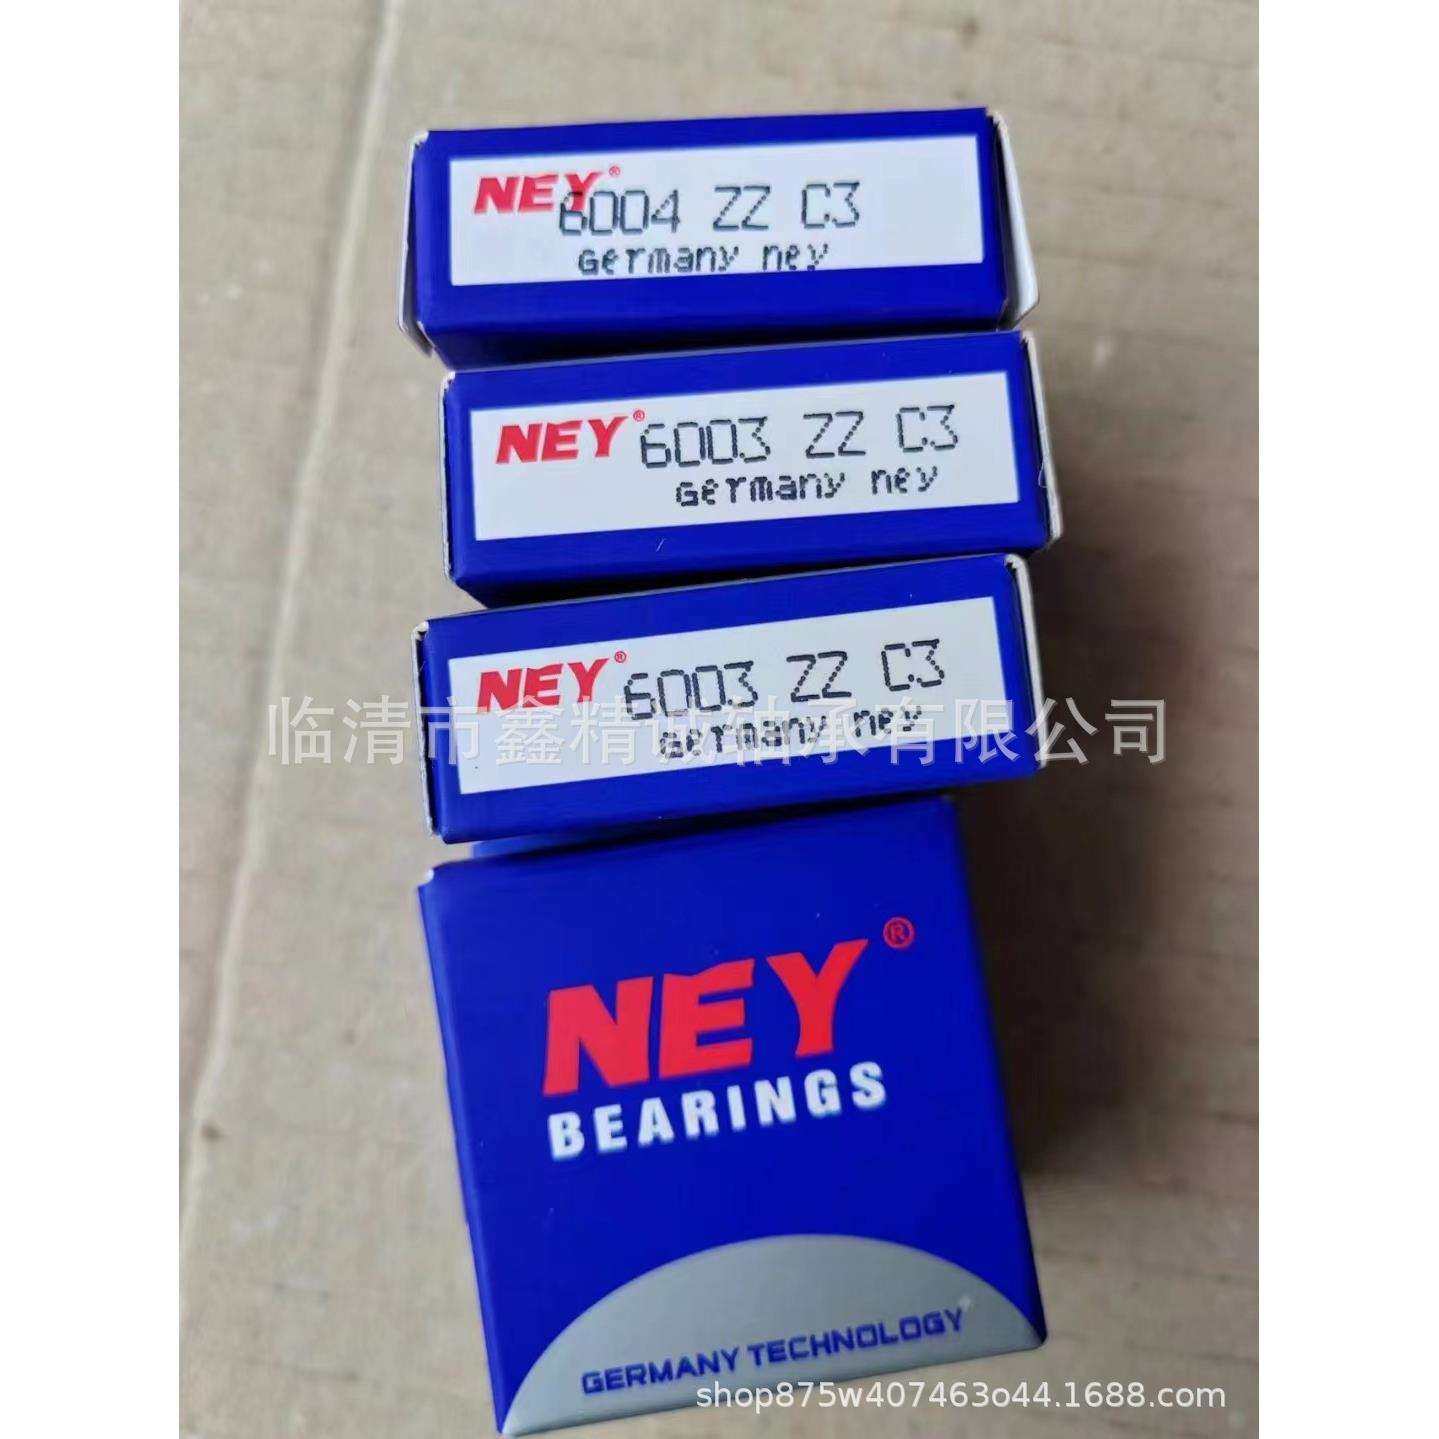 NEY® 6004 ZZ C3
Germany ney
NEY® 6003 ZZ C3
Germany ney
NEY® 6003 ZZ C3
Germany ney
临清市鑫精诚轴承有限公司
NEY®
BEARINGS
GERMANY TECHNOLOGY
shop875w407463o44.1688.com